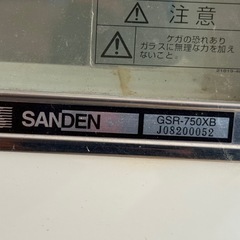 注意
ケガの恐れあり
ガラスに無理な力を加え
ないこと。
SANDEN
GSR-750XB
J08200052